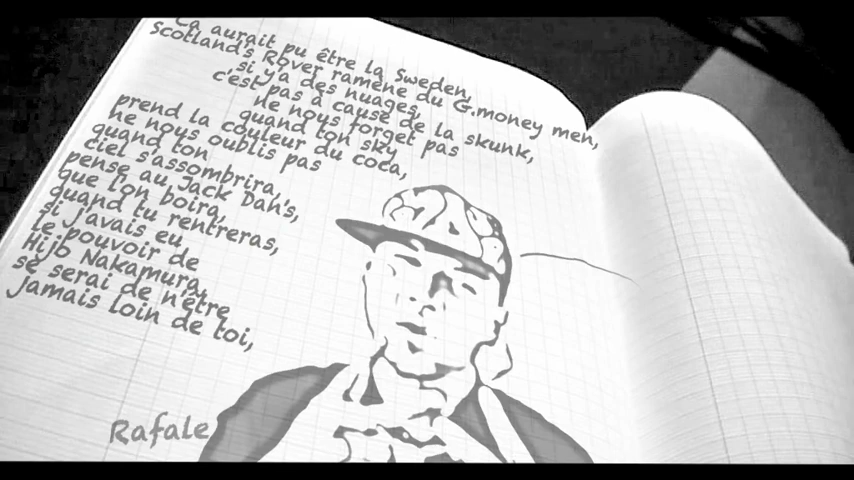 Ça aurait pu être la Sweden,
Scotland's Rover ramène du G.money men,
si y'a des nuages,
c'est pas à cause de la skunk,
ne nous forget pas
quand ton sky
prend la couleur du coca,
ne nous oublis pas
quand ton
ciel s'assombrira,
pense au Jack Dah's,
que l'on boira,
quand tu rentreras,
si j'avais eu
le pouvoir de
Hijo Nakamura,
se serai de n'être
jamais loin de toi,
Rafale